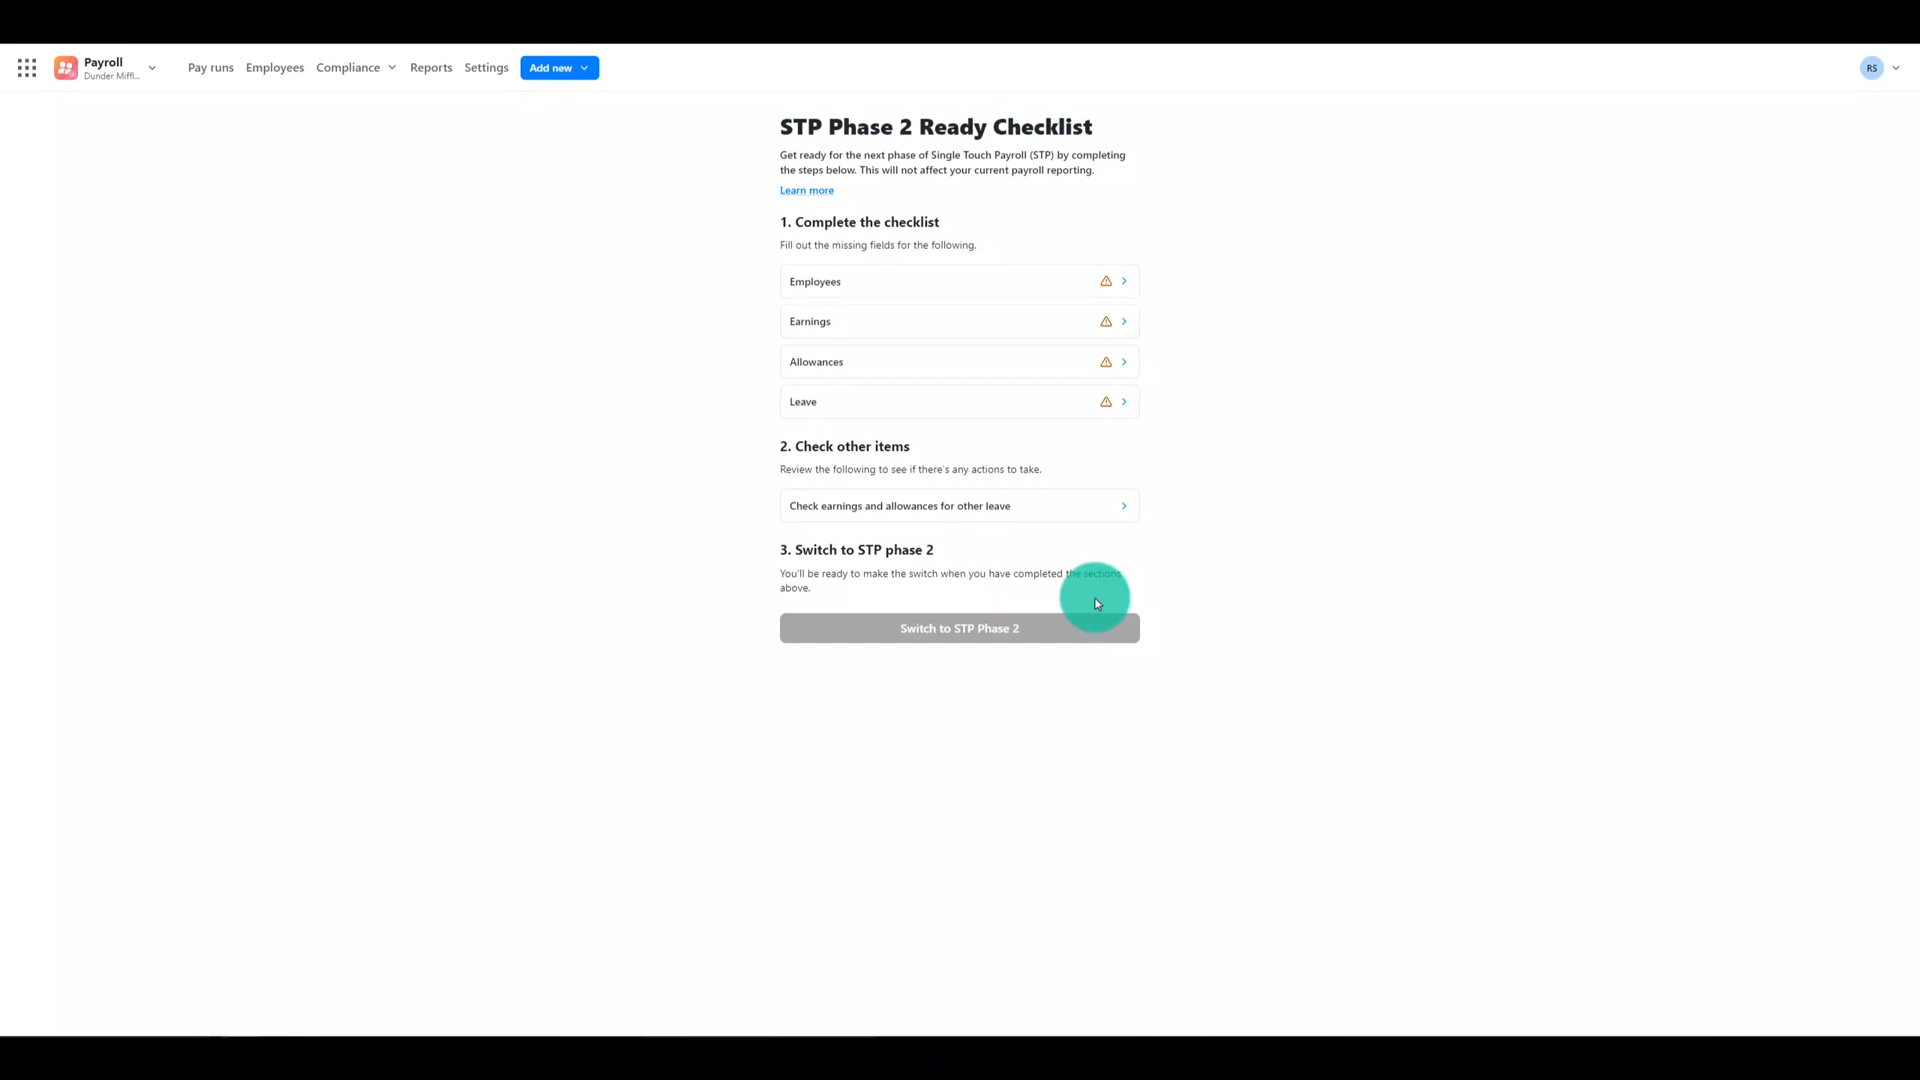 Payroll
Dunder Miffl...
Pay runs
Employees
Compliance
Reports
Settings
Add new
RS
STP Phase 2 Ready Checklist
Get ready for the next phase of Single Touch Payroll (STP) by completing
the steps below. This will not affect your current payroll reporting.
Learn more
1. Complete the checklist
Fill out the missing fields for the following.
Employees
Earnings
Allowances
Leave
2. Check other items
Review the following to see if there's any actions to take.
Check earnings and allowances for other leave
3. Switch to STP phase 2
You'll be ready to make the switch when you have completed the sections
above.
Switch to STP Phase 2